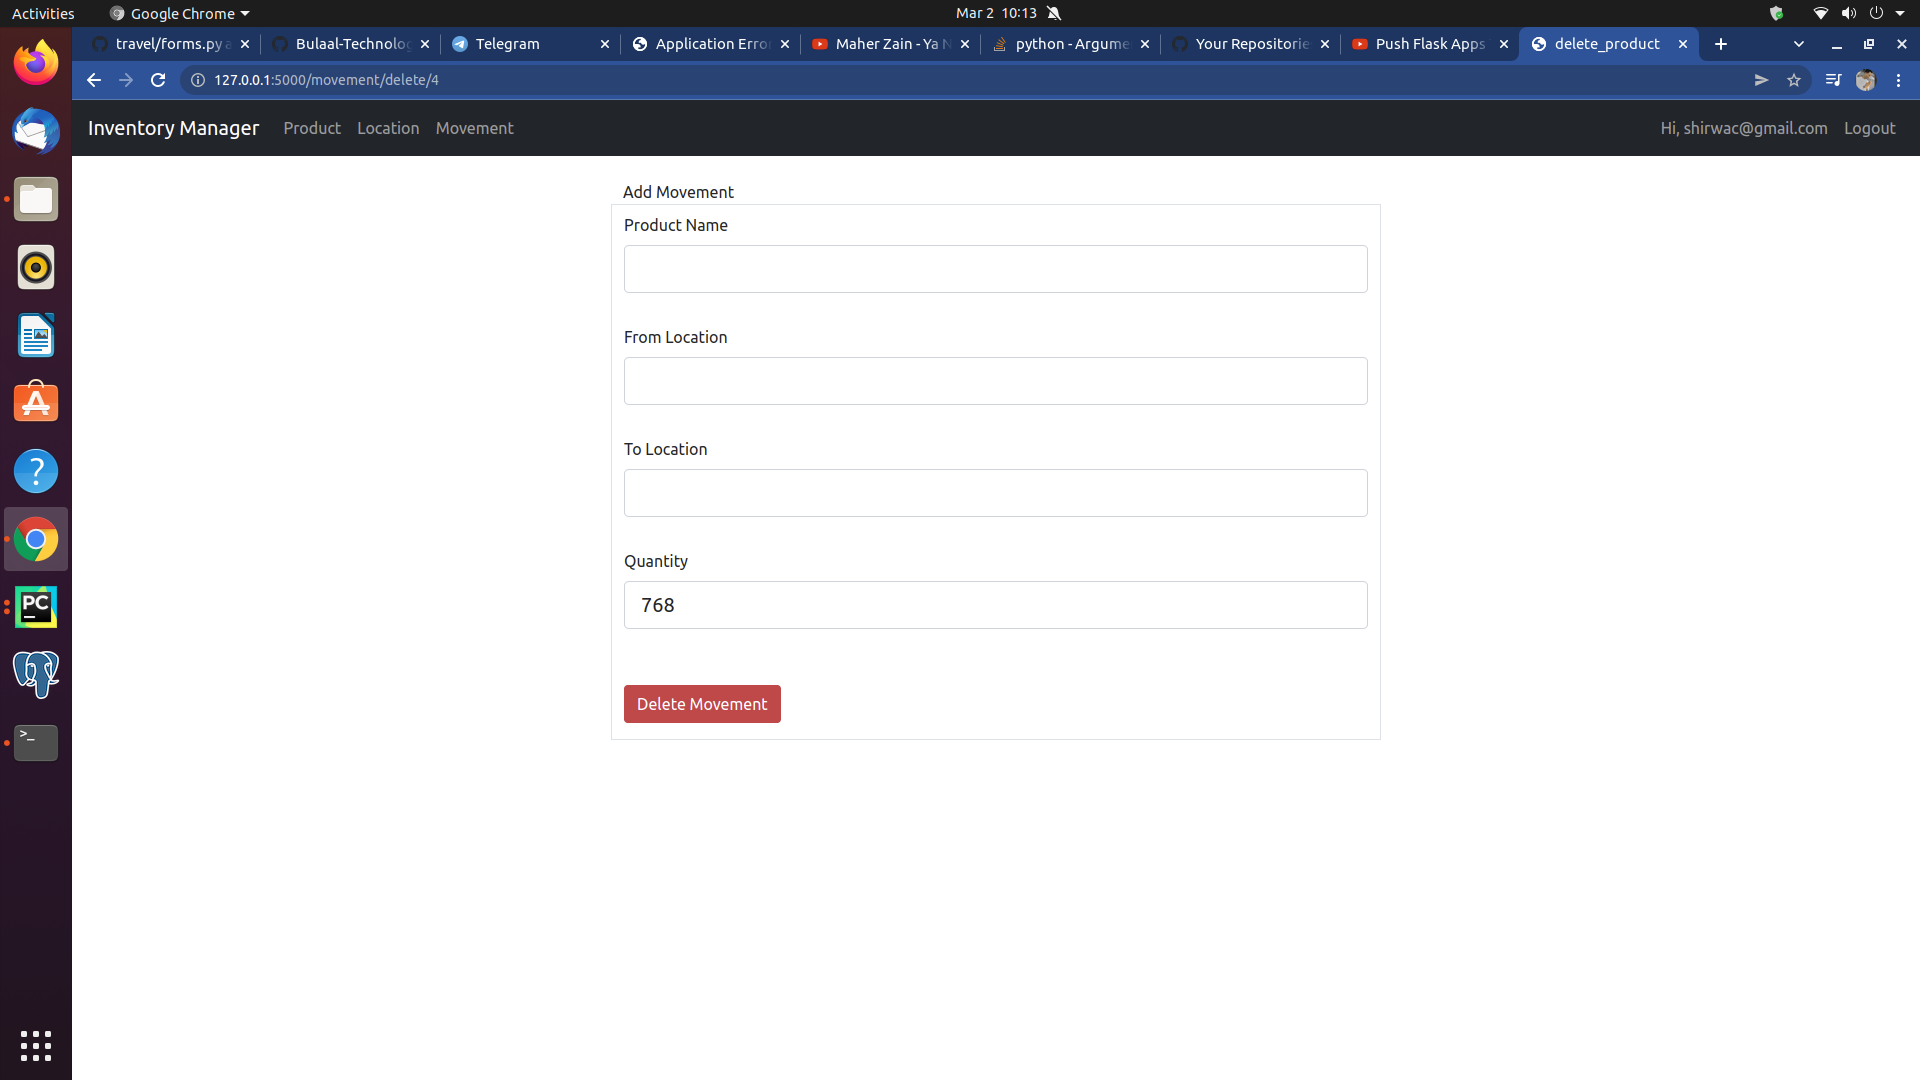 Activities
Google Chrome
Mar 2 10:13
travel/forms.py a
Bulaal-Technolog
Telegram
Application Erro
Maher Zain - Ya N
python - Argume
Your Repositorie
Push Flask Apps
delete_product
127.0.0.1:5000/movement/delete/4
Inventory Manager
Product
Location
Movement
Hi, shirwac@gmail.com
Logout
Add Movement
Product Name
From Location
To Location
Quantity
768
Delete Movement
PC
>_